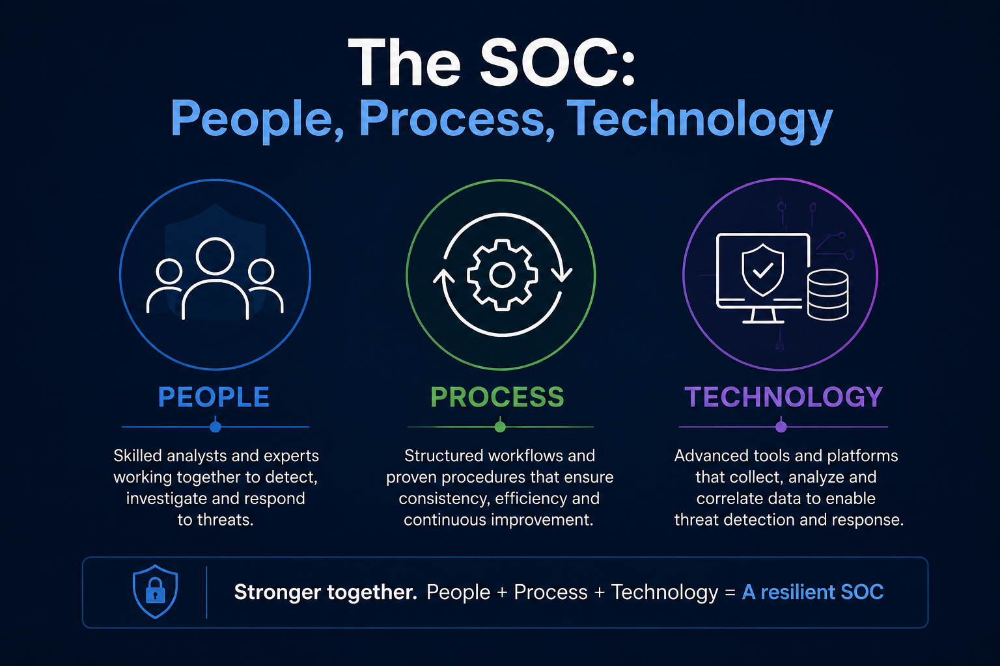 The SOC:
People, Process, Technology
PEOPLE
Skilled analysts and experts
working together to detect,
investigate and respond
to threats.
PROCESS
Structured workflows and
proven procedures that ensure
consistency, efficiency and
continuous improvement.
TECHNOLOGY
Advanced tools and platforms
that collect, analyze and
correlate data to enable
threat detection and response.
Stronger together. People + Process + Technology = A resilient SOC